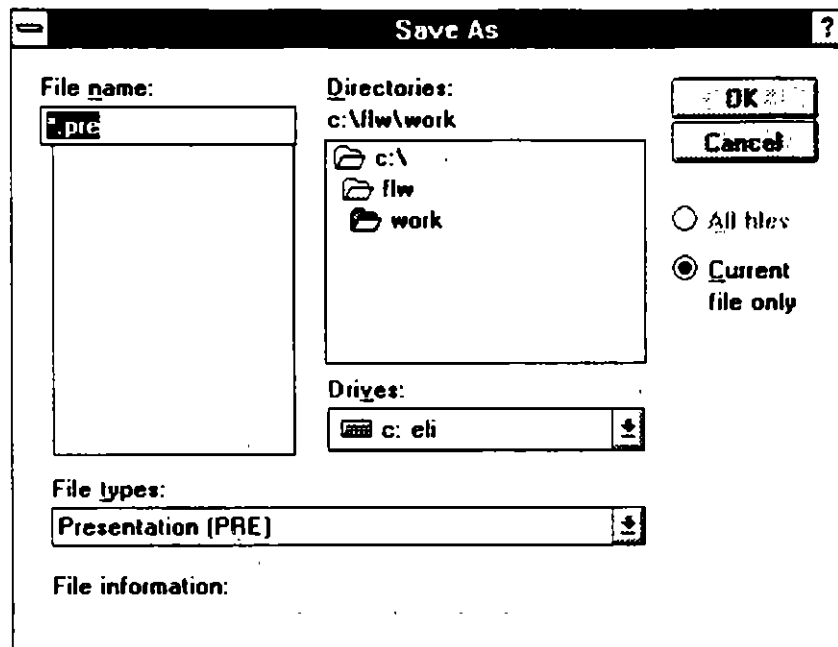 Save As
?
File name:
*.pre
Directories:
c:\flw\work
c:\
flw
work
OK
Cancel
All files
Current
file only
Drives:
c: eli
File types:
Presentation (PRE)
File information: